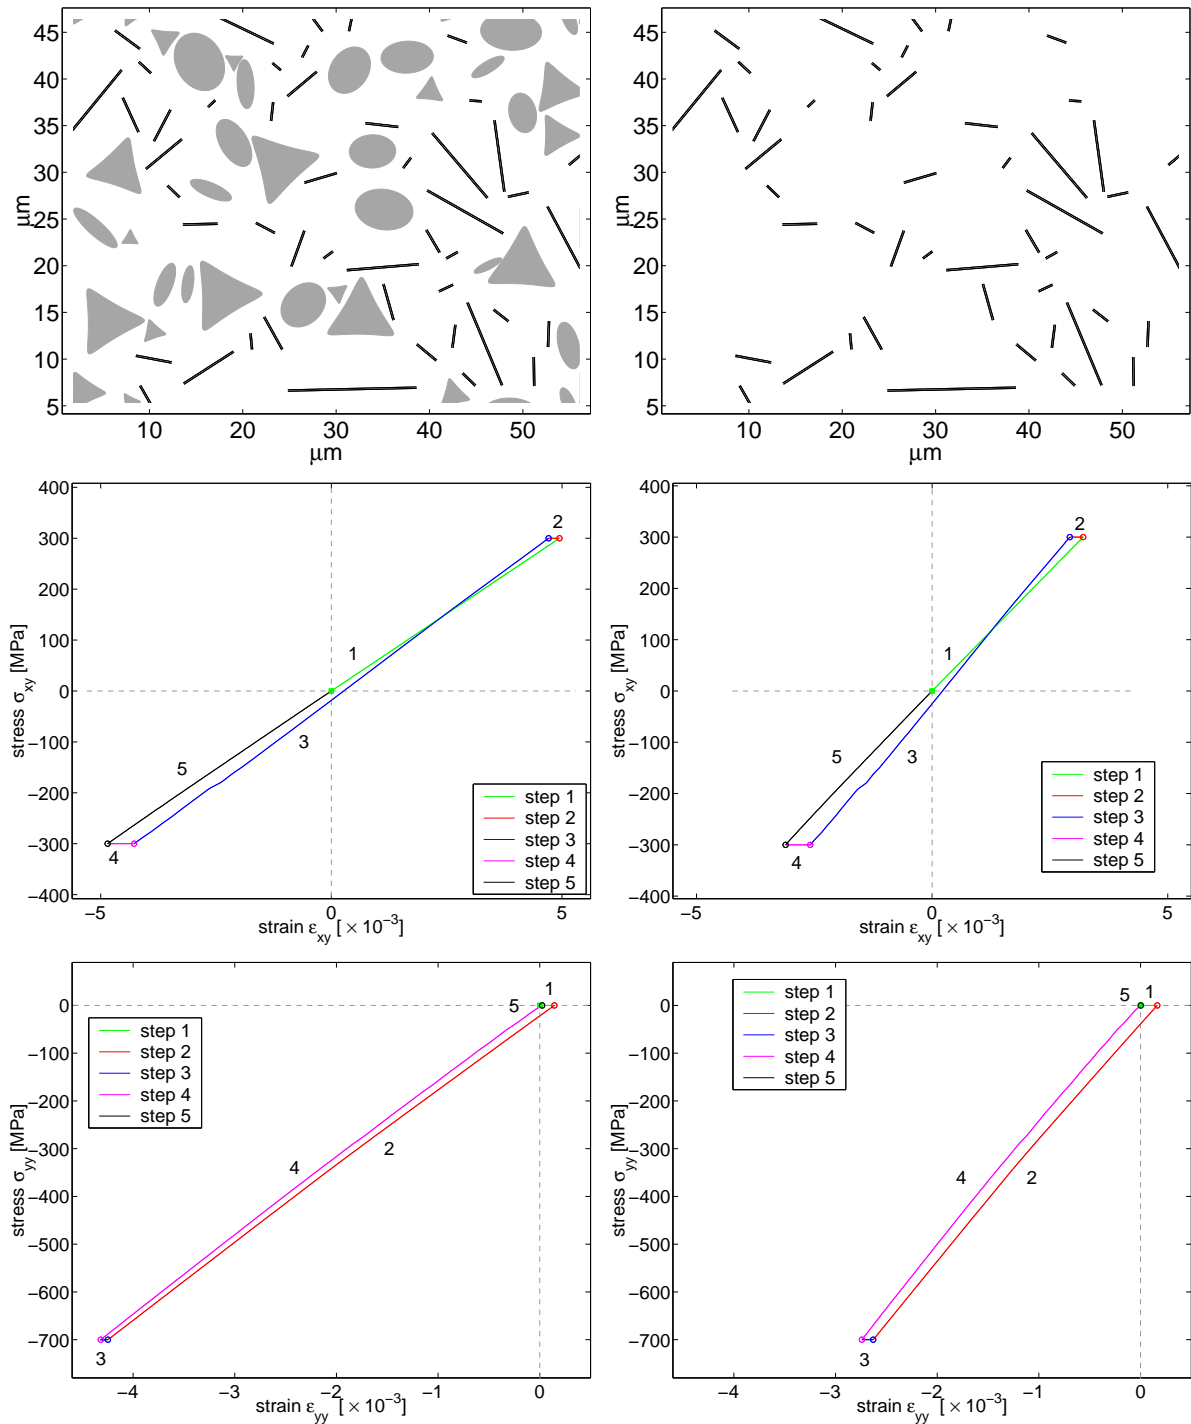 45
40
35
30
25
20
15
10
5
μm
10 20 30 40 50
μm
45
40
35
30
25
20
15
10
5
μm
10 20 30 40 50
μm
400
300
200
100
0
−100
−200
−300
−400
stress σxy [MPa]
2
1
3
5
4
step 1
step 2
step 3
step 4
step 5
−5 0 5
strain εxy [ × 10−3]
400
300
200
100
0
−100
−200
−300
−400
stress σxy [MPa]
2
1
5 3
4
step 1
step 2
step 3
step 4
step 5
−5 0 5
strain εxy [ × 10−3]
0
−100
−200
−300
−400
−500
−600
−700
stress σyy [MPa]
1
5
step 1
step 2
step 3
step 4
step 5
2
4
3
−4 −3 −2 −1 0
strain εyy [ × 10−3]
0
−100
−200
−300
−400
−500
−600
−700
stress σyy [MPa]
5 1
step 1
step 2
step 3
step 4
step 5
4 2
3
−4 −3 −2 −1 0
strain εyy [ × 10−3]